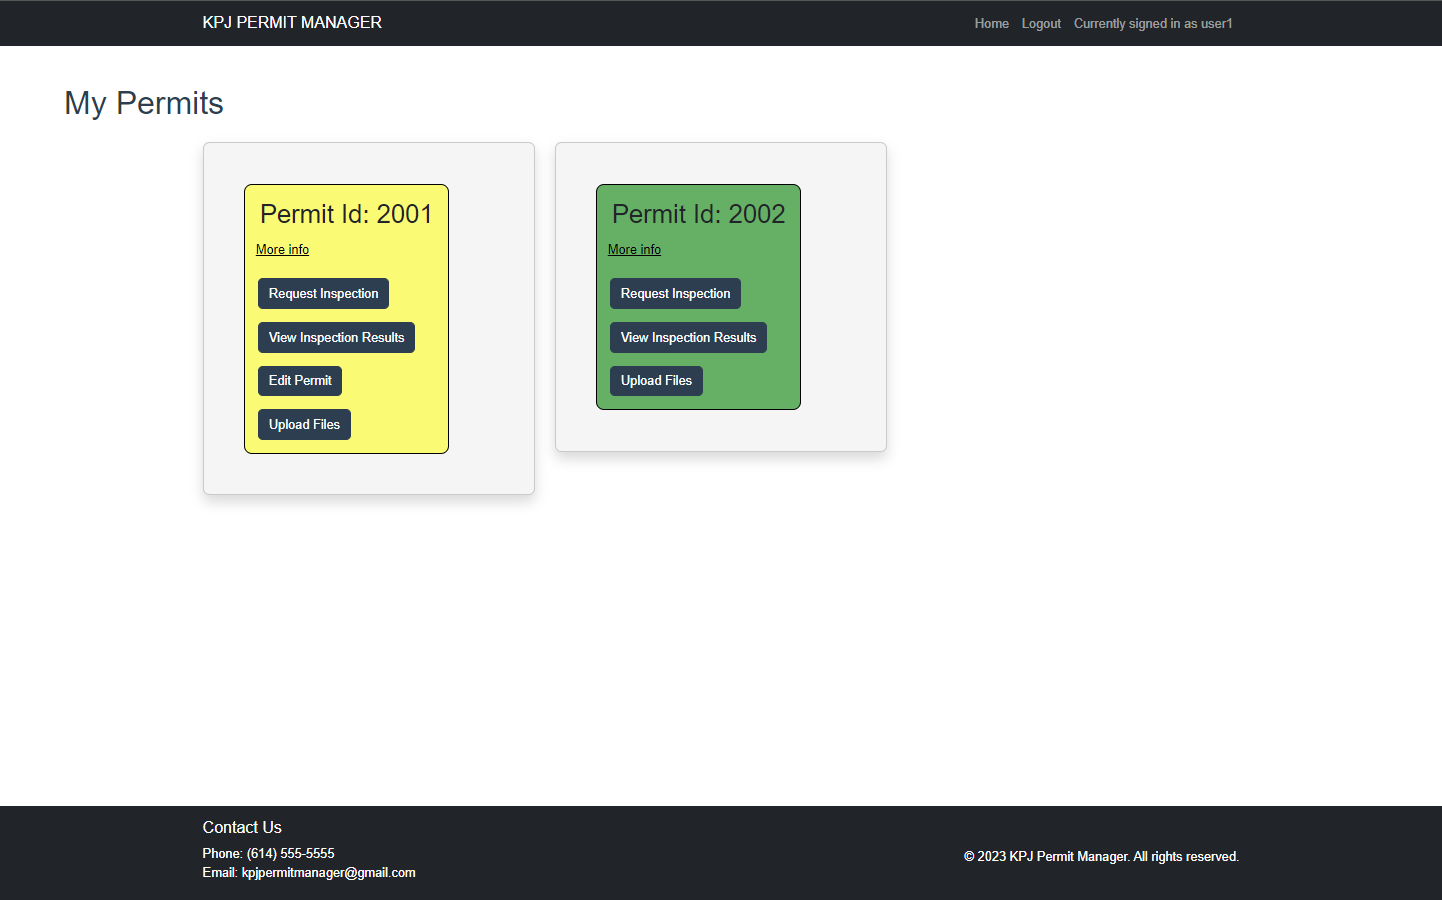 KPJ PERMIT MANAGER
Home Logout Currently signed in as user1
My Permits
Permit Id: 2001
More info
Request Inspection
View Inspection Results
Edit Permit
Upload Files
Permit Id: 2002
More info
Request Inspection
View Inspection Results
Upload Files
Contact Us
Phone: (614) 555-5555
Email: kpjpermitmanager@gmail.com
© 2023 KPJ Permit Manager. All rights reserved.